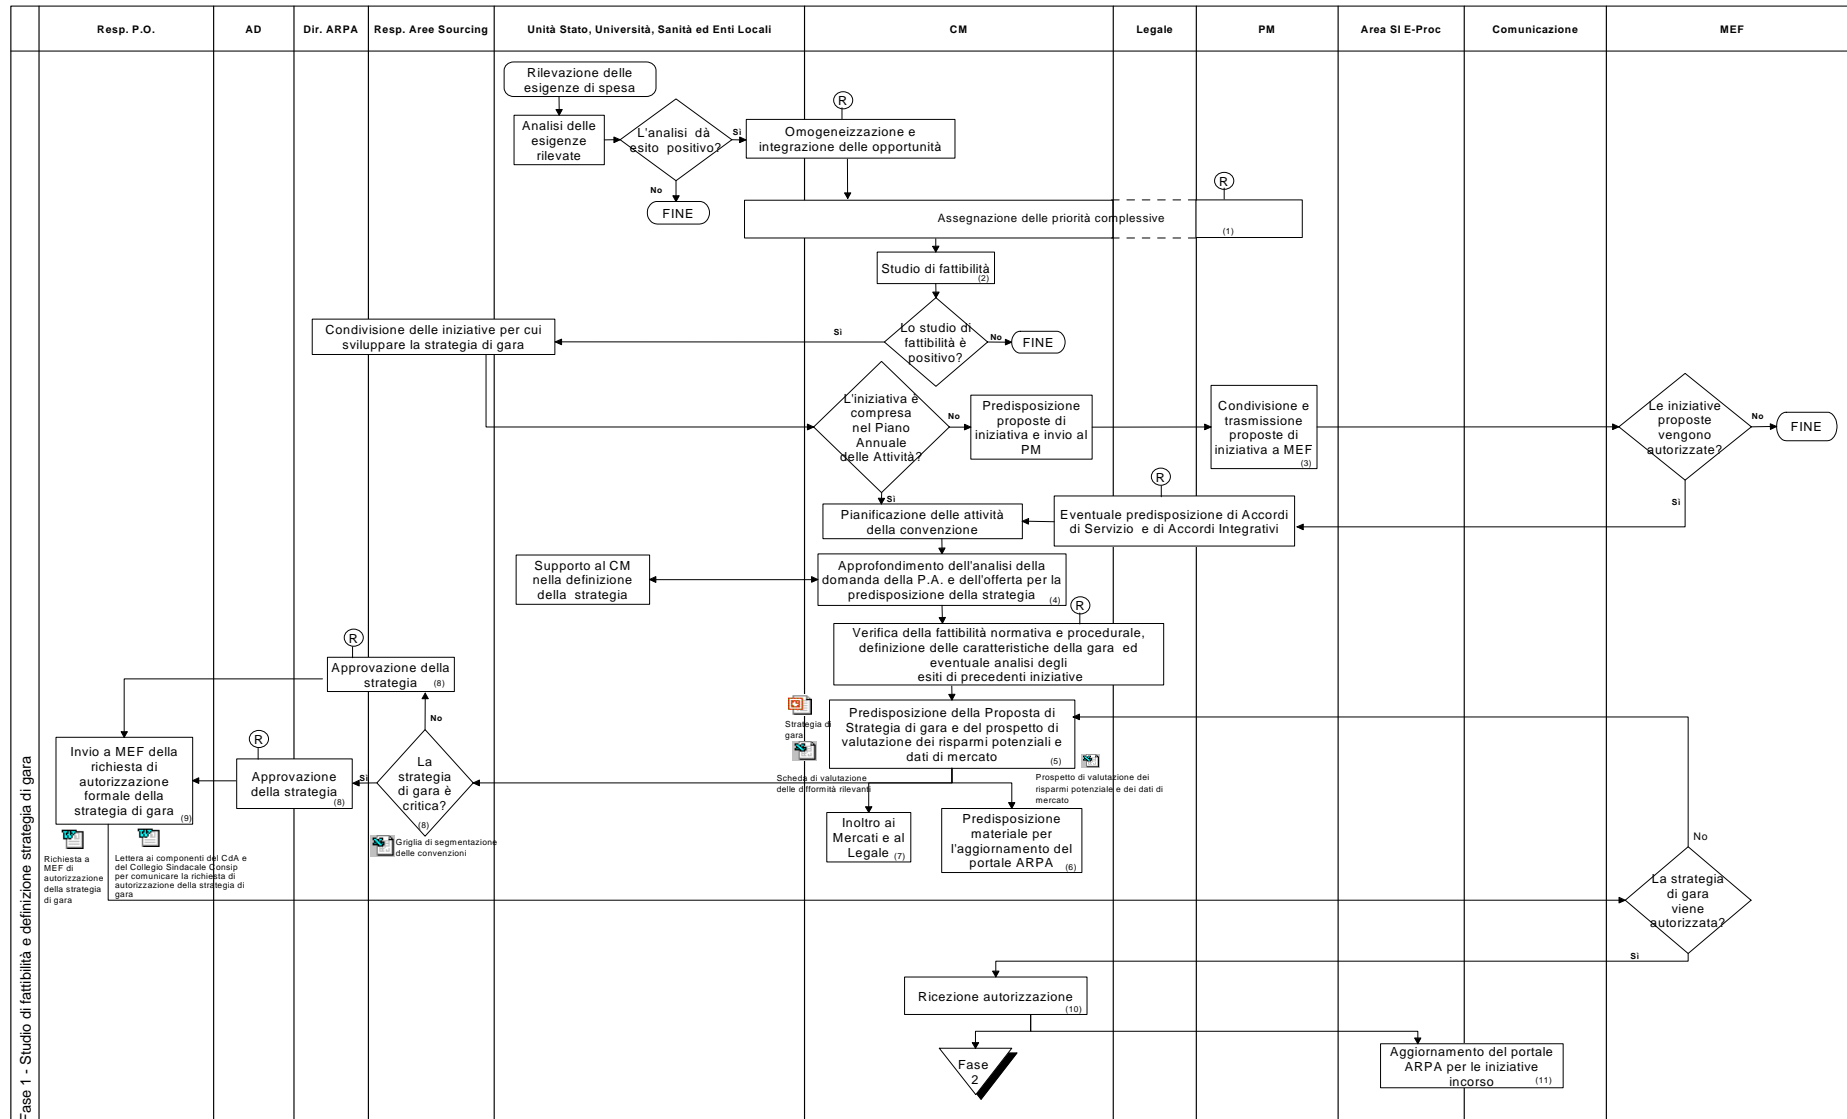 Resp. P.O.
AD
Dir. ARPA
Resp. Aree Sourcing
Unità Stato, Università, Sanità ed Enti Locali
CM
Legale
PM
Area SI E-Proc
Comunicazione
MEF
Fase 1 - Studio di fattibilità e definizione strategia di gara
Rilevazione delle
esigenze di spesa
Analisi delle
esigenze
rilevate
L'analisi dà
esito positivo?
Sì
No
FINE
R
Omogeneizzazione e
integrazione delle opportunità
R
Assegnazione delle priorità complessive
(1)
Studio di fattibilità
(2)
Lo studio di
fattibilità è
positivo?
Sì
No
FINE
Condivisione delle iniziative per cui
sviluppare la strategia di gara
L'iniziativa è
compresa
nel Piano
Annuale
delle Attività?
No
Sì
Predisposizione
proposte di
iniziativa e invio al
PM
Condivisione e
trasmissione
proposte di
iniziativa a MEF
(3)
Le iniziative
proposte
vengono
autorizzate?
No
FINE
Sì
R
Eventuale predisposizione di Accordi
di Servizio e di Accordi Integrativi
Pianificazione delle attività
della convenzione
Supporto al CM
nella definizione
della strategia
Approfondimento dell'analisi della
domanda della P.A. e dell'offerta per la
predisposizione della strategia
(4)
R
Verifica della fattibilità normativa e procedurale,
definizione delle caratteristiche della gara ed
eventuale analisi degli
esiti di precedenti iniziative
R
Approvazione della
strategia
(8)
No
Strategia di
gara
Predisposizione della Proposta di
Strategia di gara e del prospetto di
valutazione dei risparmi potenziali e
dati di mercato
(5)
Scheda di valutazione
delle difformità rilevanti
Prospetto di valutazione dei
risparmi potenziale e dei dati di
mercato
Invio a MEF della
richiesta di
autorizzazione
formale della
strategia di gara
(9)
R
Approvazione
della strategia
(8)
Sì
La
strategia
di gara è
critica?
(8)
Griglia di segmentazione
delle convenzioni
Inoltro ai
Mercati e al
Legale
(7)
Predisposizione
materiale per
l'aggiornamento del
portale ARPA
(6)
Richiesta a
MEF di
autorizzazione
della strategia
di gara
Lettera ai componenti del CdA e
del Collegio Sindacale Consip
per comunicare la richiesta di
autorizzazione della strategia di
gara
No
La strategia
di gara
viene
autorizzata?
Sì
Ricezione autorizzazione
(10)
Fase
2
Aggiornamento del portale
ARPA per le iniziative
incorso
(11)